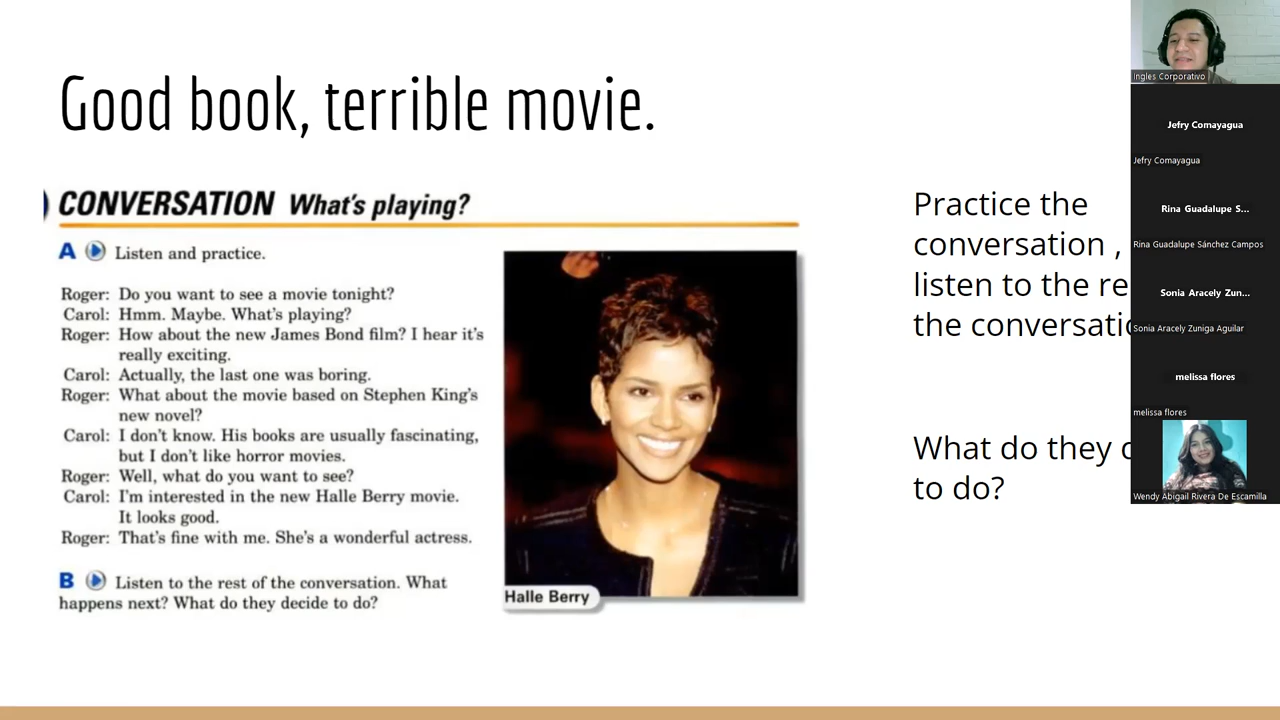 Good book, terrible movie.
CONVERSATION What's playing?
A Listen and practice.
Roger: Do you want to see a movie tonight?
Carol: Hmm. Maybe. What's playing?
Roger: How about the new James Bond film? I hear it's
really exciting.
Carol: Actually, the last one was boring.
Roger: What about the movie based on Stephen King's
new novel?
Carol: I don't know. His books are usually fascinating,
but I don't like horror movies.
Roger: Well, what do you want to see?
Carol: I'm interested in the new Halle Berry movie.
It looks good.
Roger: That's fine with me. She's a wonderful actress.
B Listen to the rest of the conversation. What
happens next? What do they decide to do?
Halle Berry
Practice the
conversation ,
listen to the
the
What do they
to do?
Ingles Corporativo
Jefry Comayagua
Jefry Comayagua
Rina Guadalupe S...
Rina Guadalupe Sánchez Campos
Sonia Aracely Zun...
Sonia Aracely Zuniga Aguilar
melissa flores
melissa flores
Wendy Abigail Rivera De Escamilla